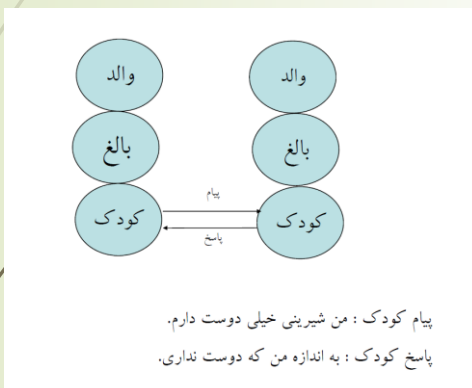 والد
والد
بالغ
بالغ
پیام
کودک
کودک
پاسخ
پیام کودک : من شیرینی خیلی دوست دارم.
پاسخ کودک : به اندازه من که دوست نداری.